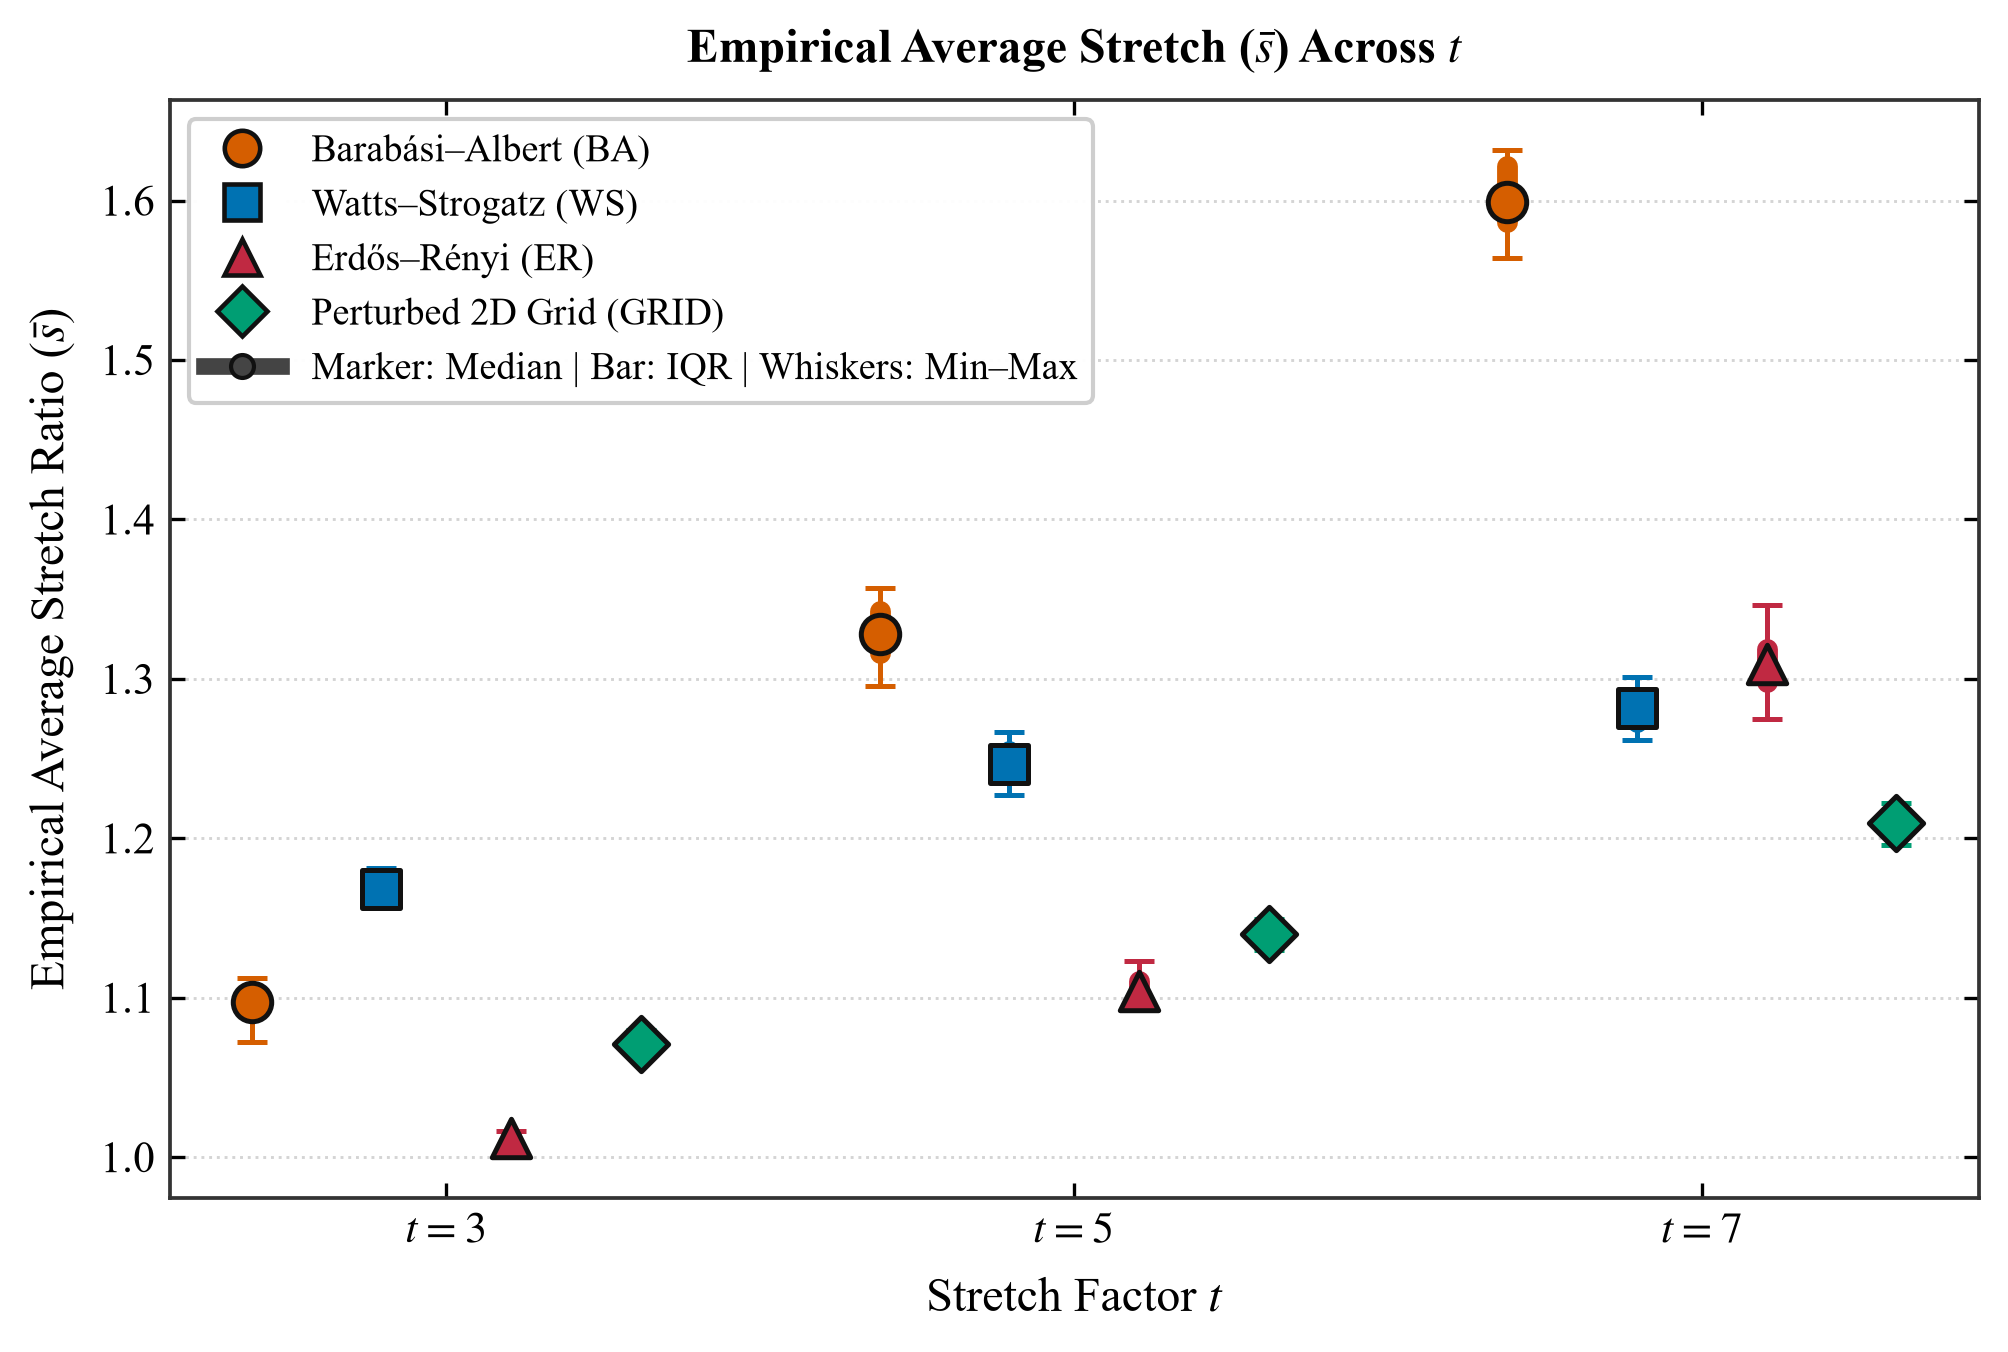 Empirical Average Stretch (s̄) Across t
Barabási–Albert (BA)
Watts–Strogatz (WS)
Erdős–Rényi (ER)
Perturbed 2D Grid (GRID)
Marker: Median | Bar: IQR | Whiskers: Min–Max
Empirical Average Stretch Ratio (s̄)
1.6
1.5
1.4
1.3
1.2
1.1
1.0
t = 3
t = 5
t = 7
Stretch Factor t